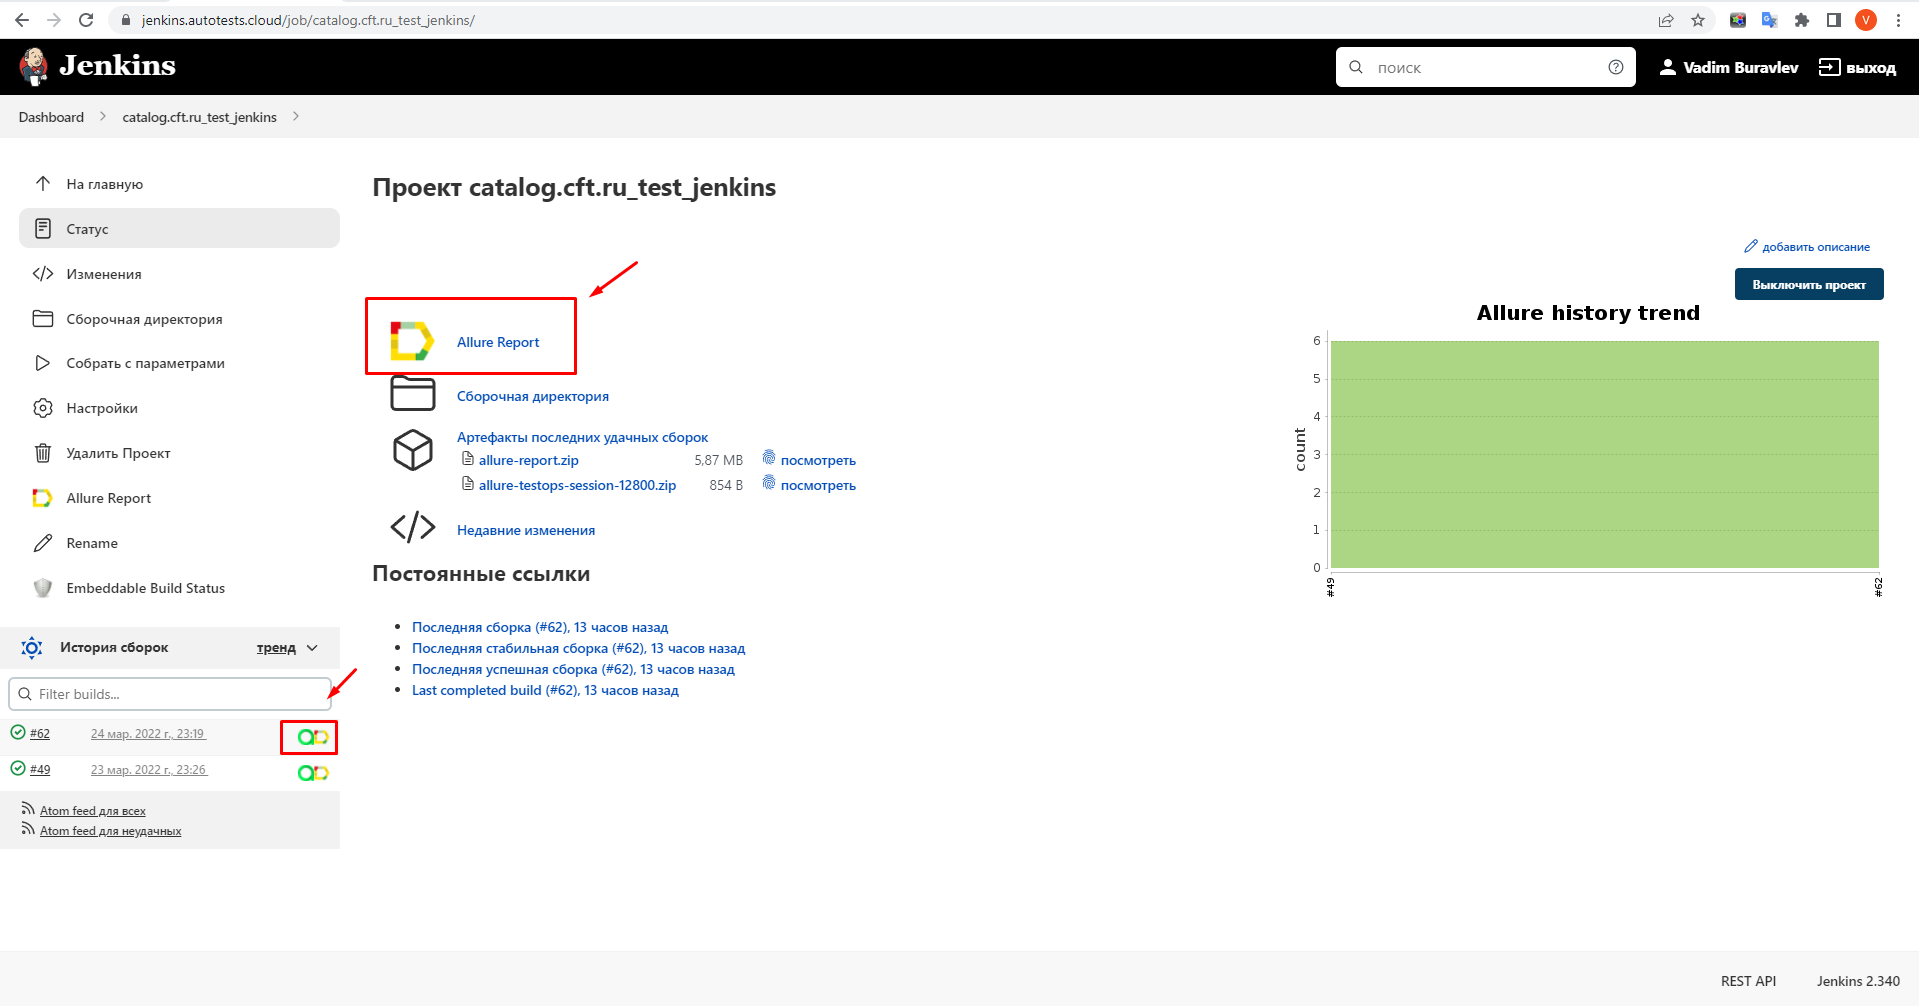 jenkins.autotests.cloud/job/catalog.cft.ru_test_jenkins/
V
Jenkins
поиск
Vadim Buravlev
выход
Dashboard
catalog.cft.ru_test_jenkins
На главную
Статус
Изменения
Сборочная директория
Собрать с параметрами
Настройки
Удалить Проект
Allure Report
Rename
Embeddable Build Status
История сборок
тренд
Filter builds...
#62 24 мар. 2022 г., 23:19
#49 23 мар. 2022 г., 23:26
Atom feed для всех
Atom feed для неудачных
Проект catalog.cft.ru_test_jenkins
добавить описание
Выключить проект
Allure Report
Сборочная директория
Артефакты последних удачных сборок
allure-report.zip 5,87 MB посмотреть
allure-testops-session-12800.zip 854 B посмотреть
Недавние изменения
Постоянные ссылки
Последняя сборка (#62), 13 часов назад
Последняя стабильная сборка (#62), 13 часов назад
Последняя успешная сборка (#62), 13 часов назад
Last completed build (#62), 13 часов назад
Allure history trend
count
6
5
4
3
2
1
0
#49
#62
REST API
Jenkins 2.340